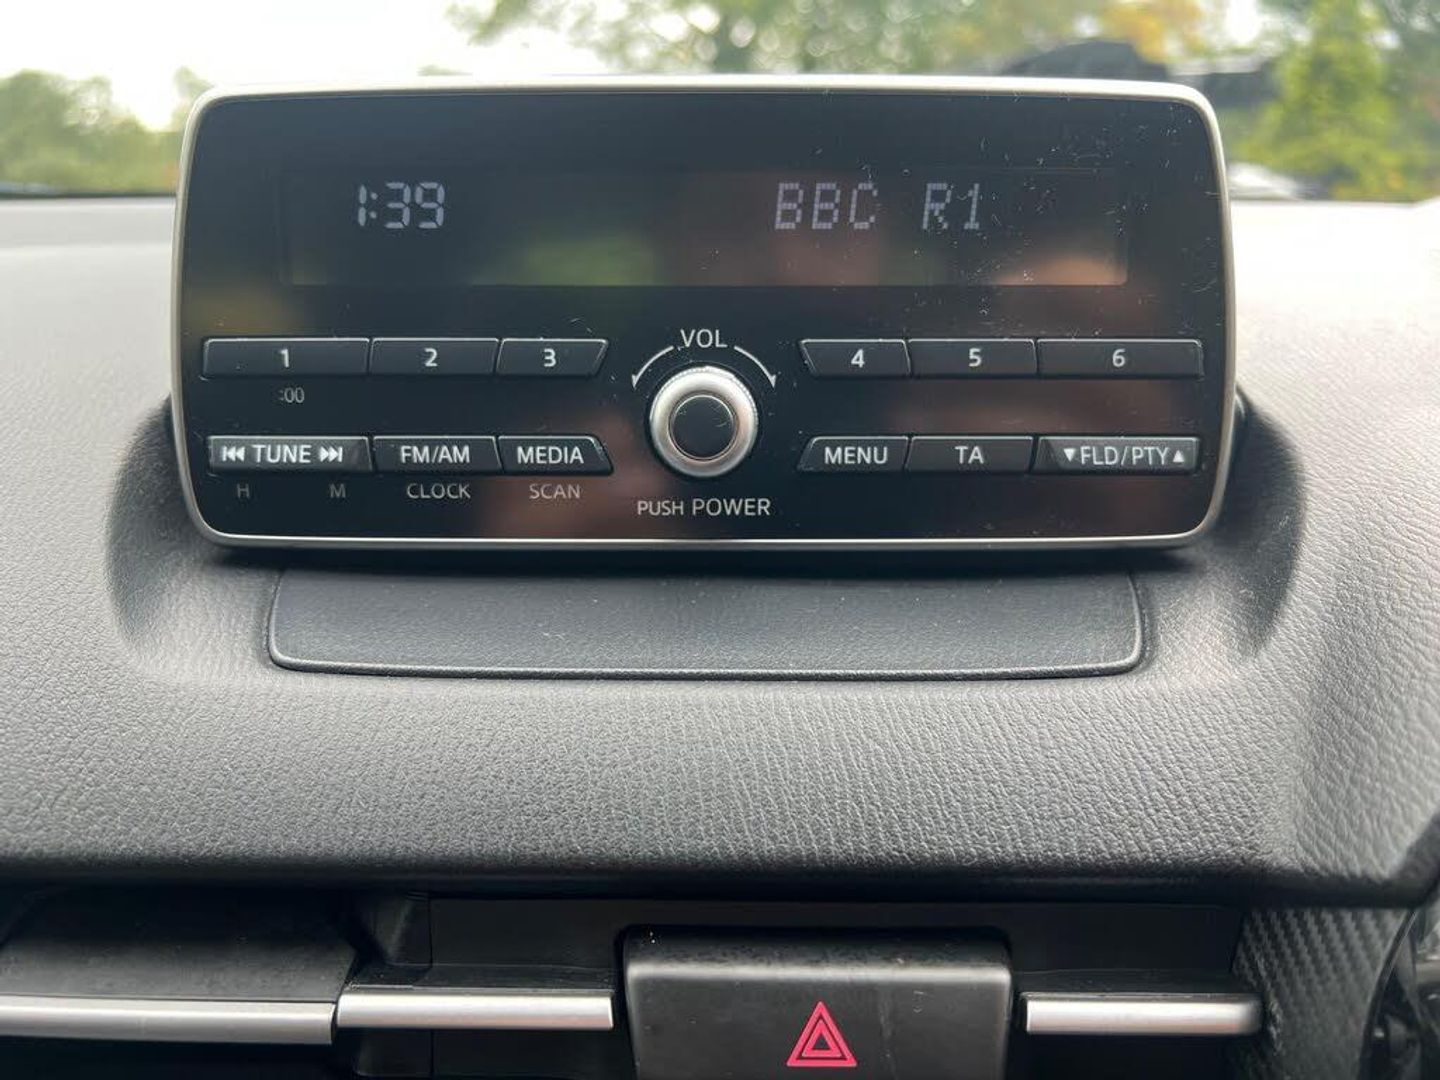 1:39 BBC R1
VOL
1 2 3 4 5 6
:00
⏮ TUNE ⏭ FM/AM MEDIA MENU TA ▼FLD/PTY▲
H M CLOCK SCAN
PUSH POWER